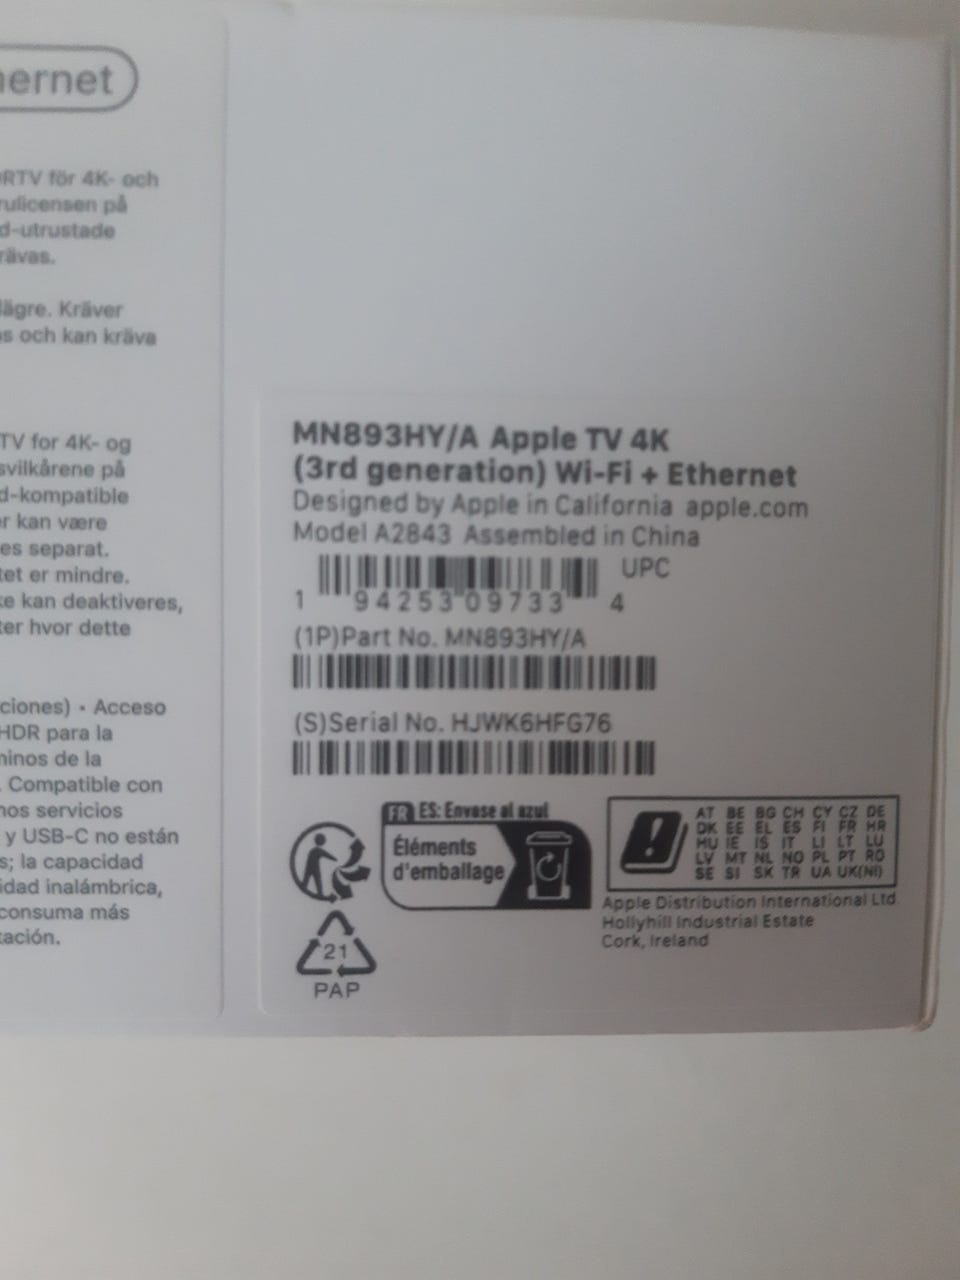 ernet
RTV för 4K- och
rulicensen på
d-utrustade
rävas.
lägre. Kräver
s och kan kräva
TV for 4K- og
svilkårene på
d-kompatible
r kan være
es separat.
tet er mindre.
ke kan deaktiveres,
ter hvor dette
ciones) • Acceso
HDR para la
minos de la
. Compatible con
nos servicios
y USB-C no están
s; la capacidad
idad inalámbrica,
consuma más
tación.
MN893HY/A Apple TV 4K
(3rd generation) Wi-Fi + Ethernet
Designed by Apple in California apple.com
Model A2843 Assembled in China
UPC
1 94253 09733 4
(1P)Part No. MN893HY/A
(S)Serial No. HJWK6HFG76
FR ES: Envase al azul
Éléments
d'emballage
21
PAP
AT BE BG CH CY CZ DE
DK EE EL ES FI FR HR
HU IE IS IT LI LT LU
LV MT NL NO PL PT RO
SE SI SK TR UA UK(NI)
Apple Distribution International Ltd.
Hollyhill Industrial Estate
Cork, Ireland